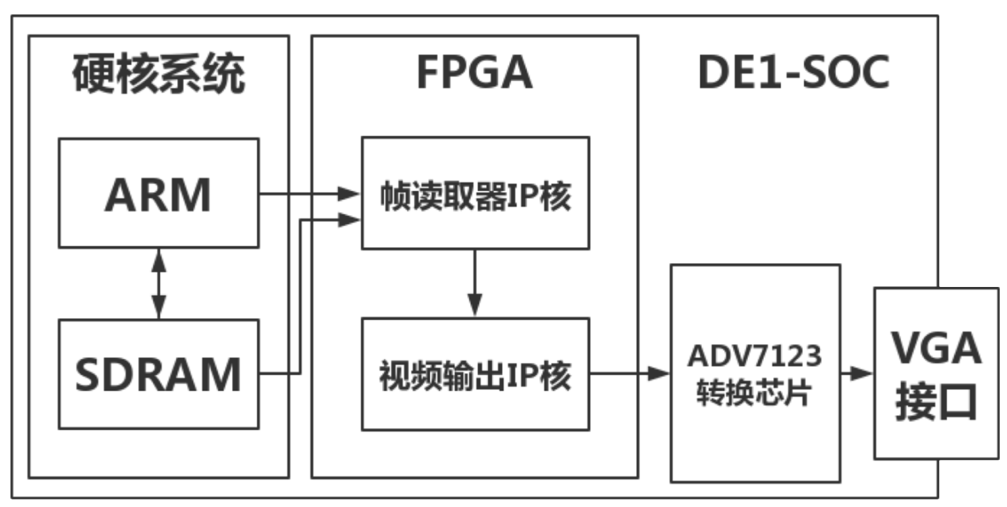 硬核系统
FPGA
DE1-SOC
ARM
帧读取器IP核
SDRAM
视频输出IP核
ADV7123
转换芯片
VGA
接口